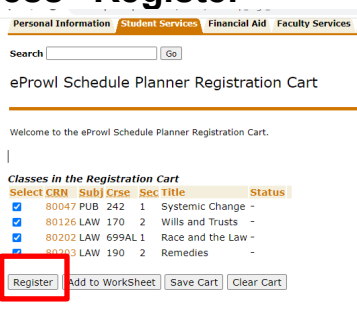 Register
Personal Information Student Services Financial Aid Faculty Services
Search Go
eProwl Schedule Planner Registration Cart
Welcome to the eProwl Schedule Planner Registration Cart.
Classes in the Registration Cart
Select CRN Subj Crse Sec Title Status
80047 PUB 242 1 Systemic Change -
80126 LAW 170 2 Wills and Trusts -
80202 LAW 699AL 1 Race and the Law -
80203 LAW 190 2 Remedies -
Register Add to WorkSheet Save Cart Clear Cart